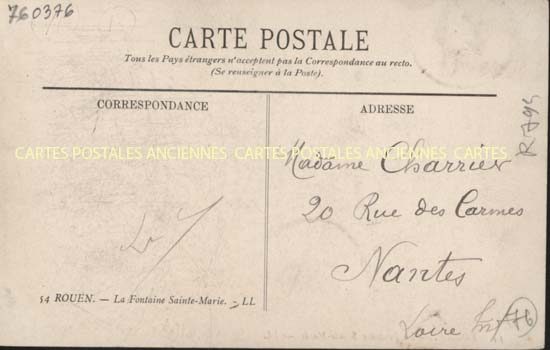 760376
CARTE POSTALE
Tous les Pays étrangers n'acceptent pas la Correspondance au recto.
(Se renseigner à la Poste).
CORRESPONDANCE
ADRESSE
R794
CARTES POSTALES ANCIENNES CARTES POSTALES ANCIENNES
Madame Charrier
20 Rue des Carmes
Nantes
54 ROUEN. — La Fontaine Sainte-Marie. — LL
Loire Inf
76